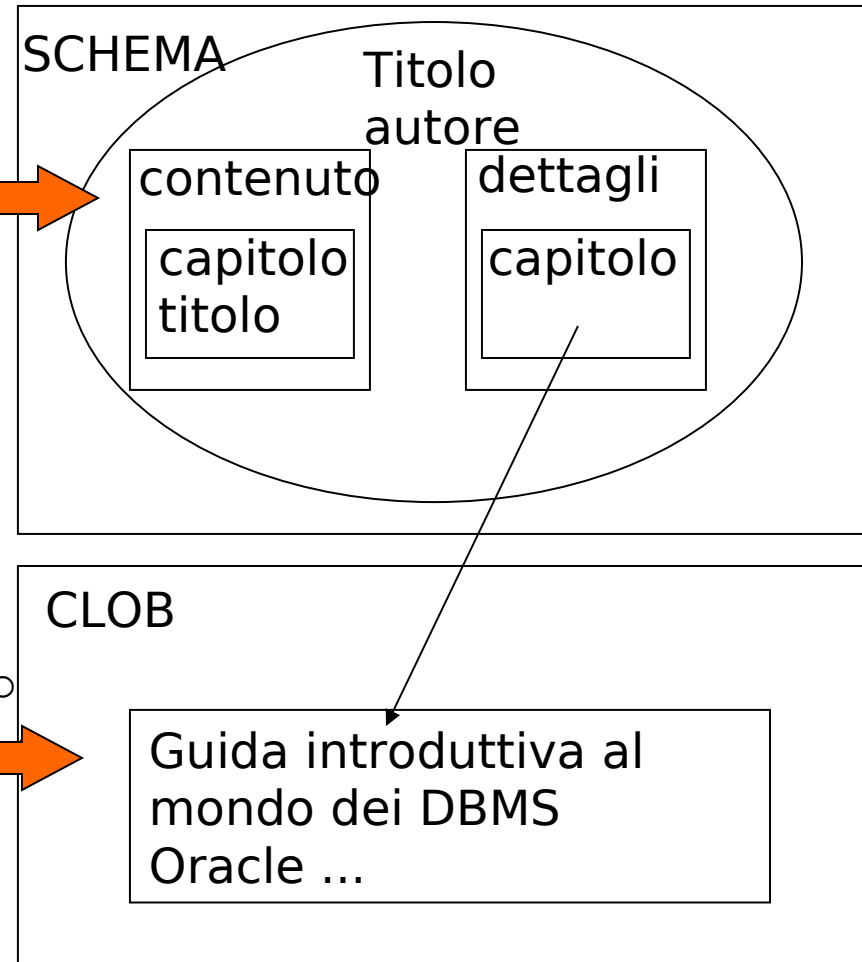 SCHEMA
Titolo
autore
contenuto
capitolo
titolo
dettagli
capitolo
CLOB
o
Guida introduttiva al
mondo dei DBMS
Oracle ...